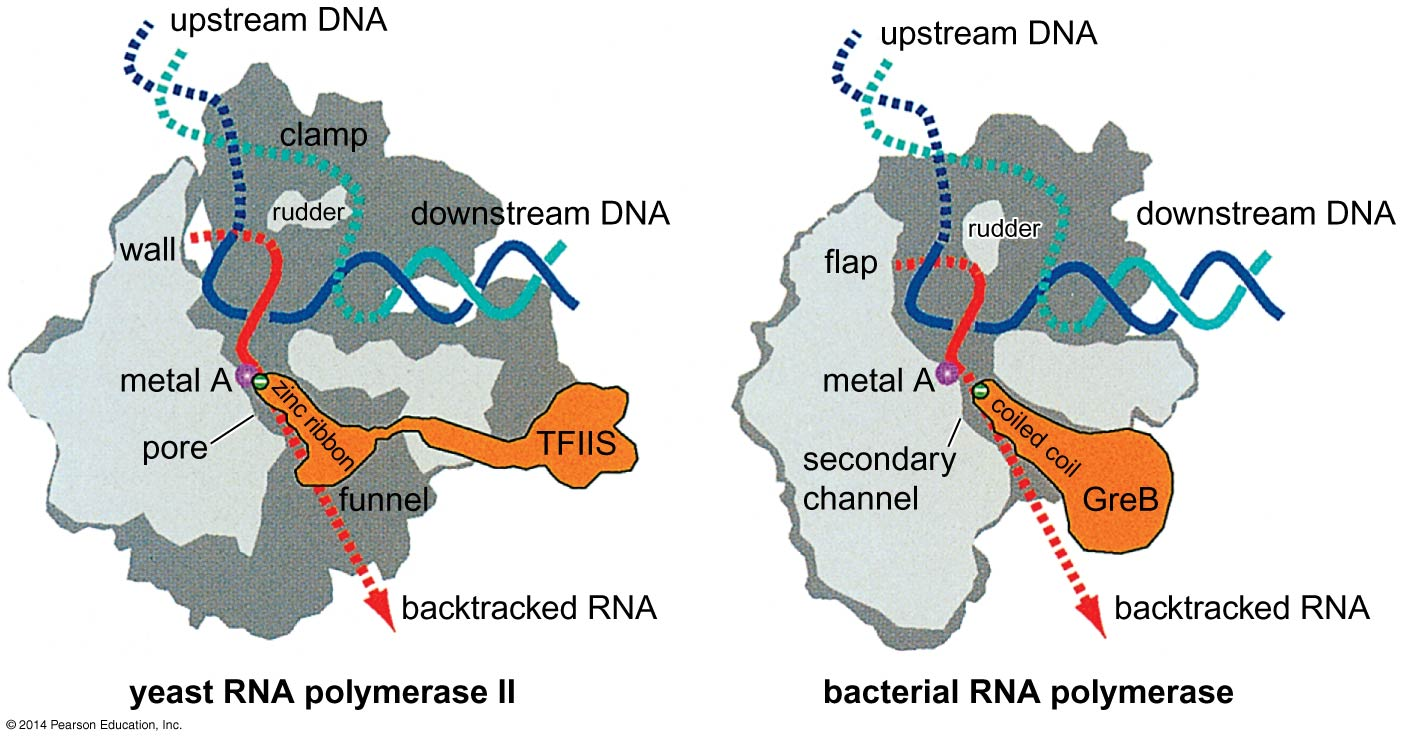 upstream DNA
clamp
rudder
downstream DNA
wall
metal A
zinc ribbon
pore
TFIIS
funnel
backtracked RNA
yeast RNA polymerase II
upstream DNA
rudder
downstream DNA
flap
metal A
coiled coil
secondary
channel
GreB
backtracked RNA
bacterial RNA polymerase
© 2014 Pearson Education, Inc.